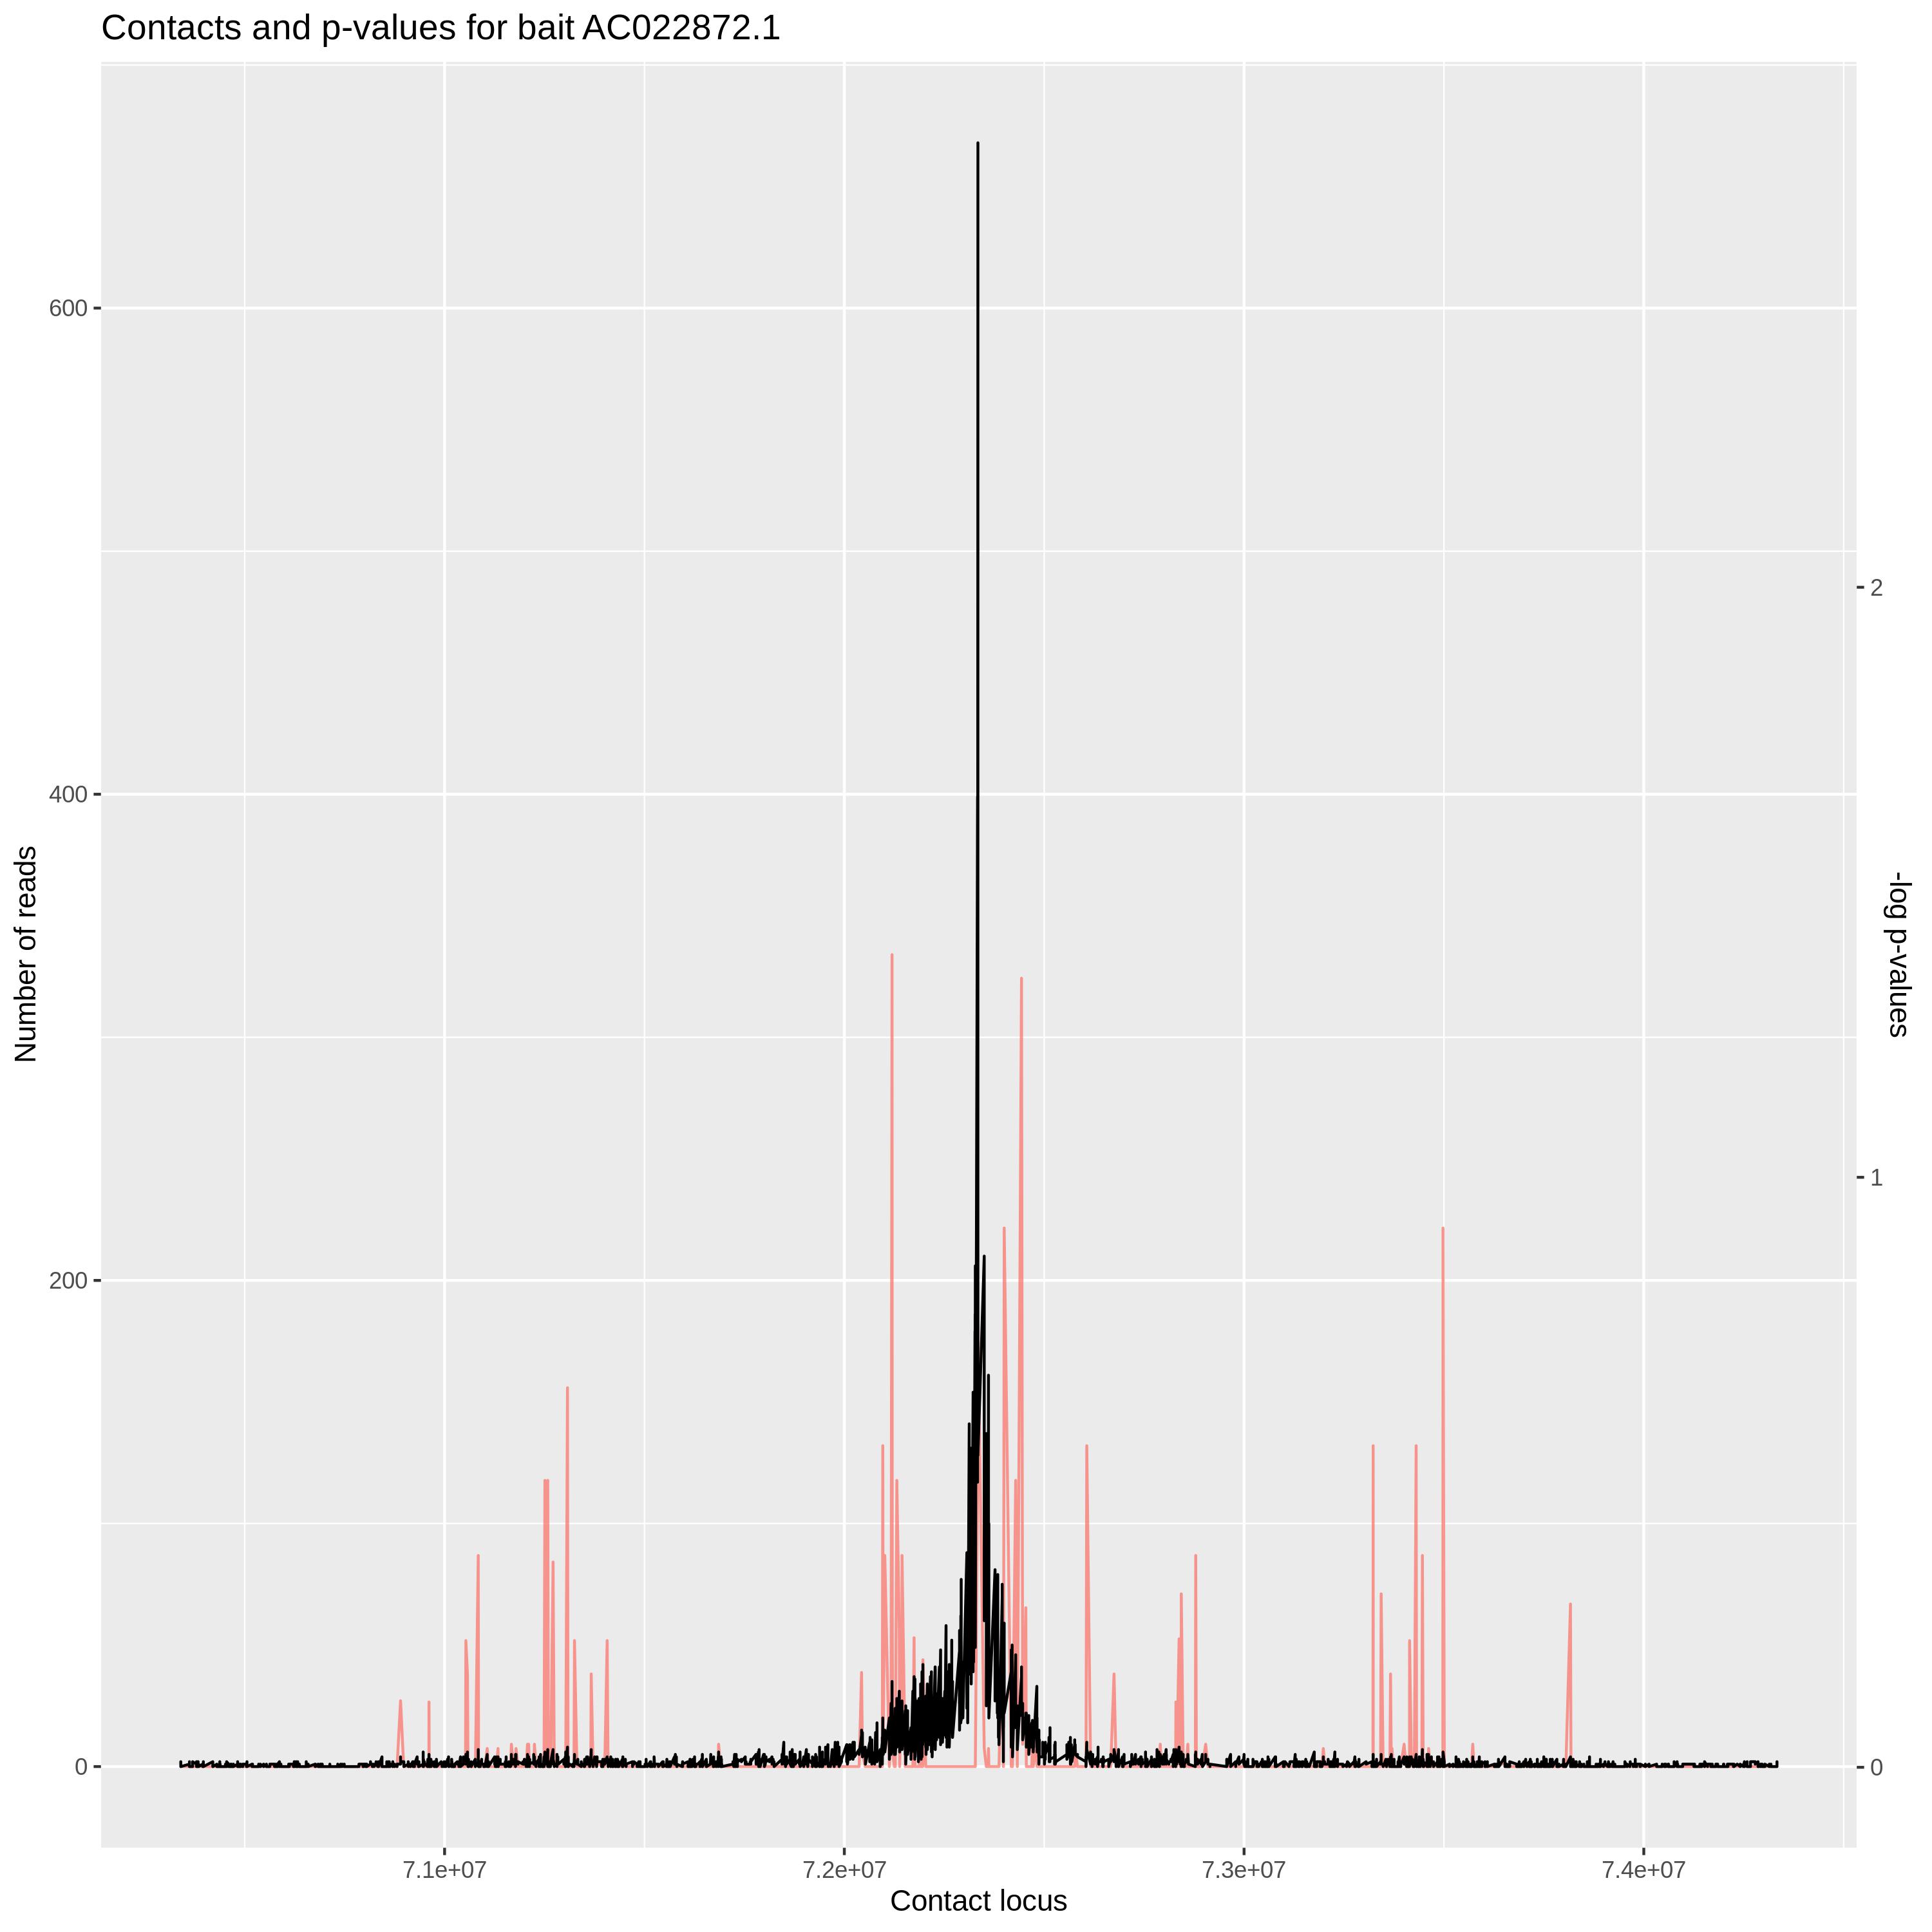 Contacts and p-values for bait AC022872.1
600
400
200
0
Number of reads
2
1
0
-log p-values
7.1e+07
7.2e+07
7.3e+07
7.4e+07
Contact locus